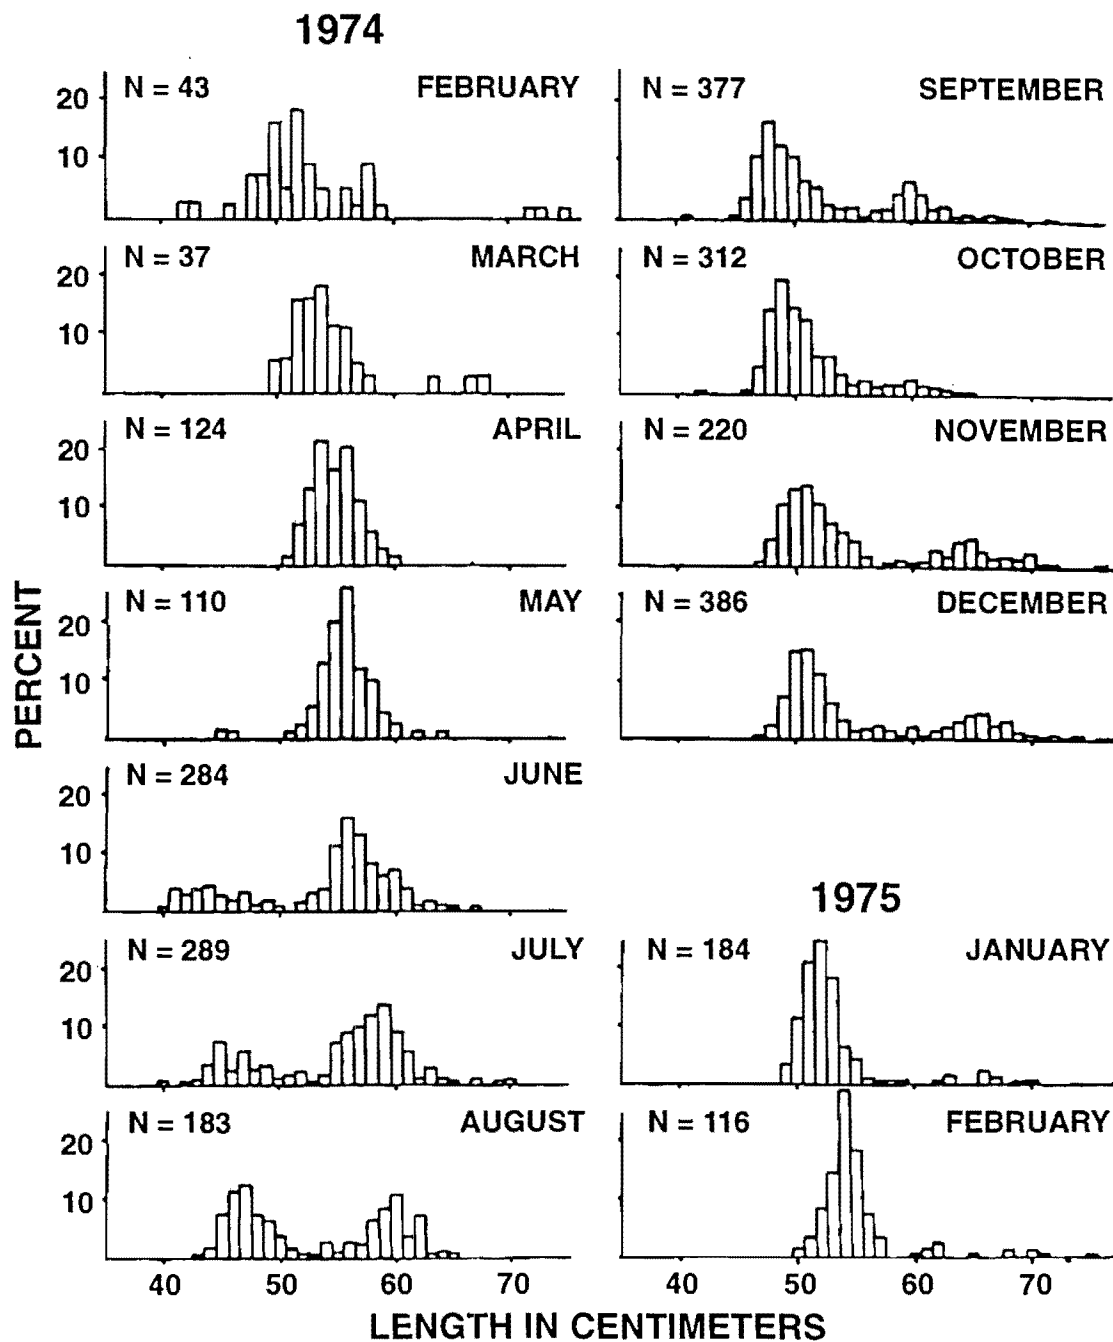 1974
N = 43 FEBRUARY
20
10
N = 37 MARCH
20
10
N = 124 APRIL
20
10
N = 110 MAY
20
10
N = 284 JUNE
20
10
N = 289 JULY
20
10
N = 183 AUGUST
20
10
40 50 60 70
N = 377 SEPTEMBER
N = 312 OCTOBER
N = 220 NOVEMBER
N = 386 DECEMBER
1975
N = 184 JANUARY
N = 116 FEBRUARY
40 50 60 70
PERCENT
LENGTH IN CENTIMETERS